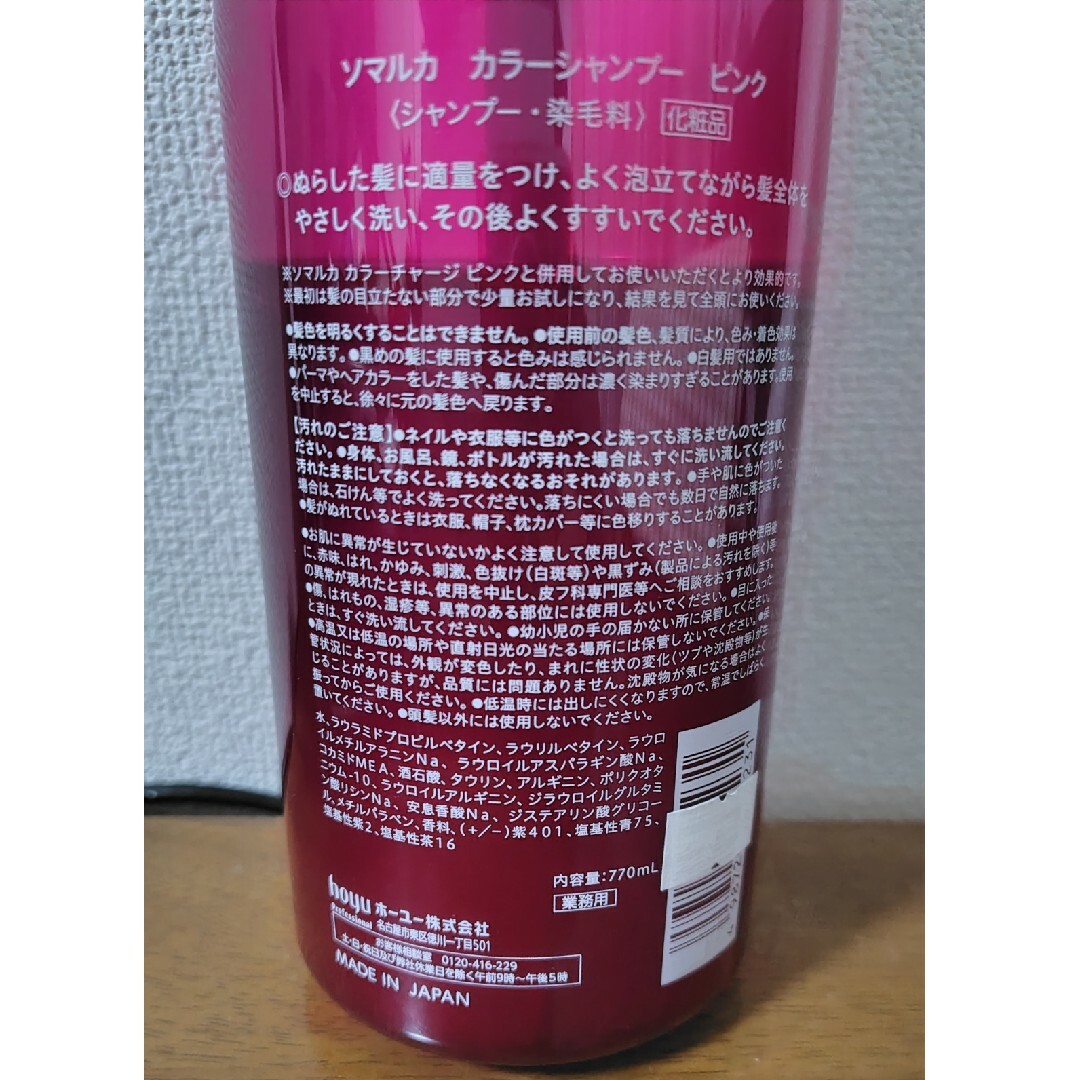 ソマルカ　カラーシャンプー　ピンク
〈シャンプー・染毛料〉 化粧品
◎ぬらした髪に適量をつけ、よく泡立てながら髪全体を
やさしく洗い、その後よくすすいでください。
※ソマルカ カラーチャージ ピンクと併用してお使いいただくとより効果的です。
※最初は髪の目立たない部分で少量お試しになり、結果を見て全頭にお使いください。
●髪色を明るくすることはできません。●使用前の髪色、髪質により、色み・着色効果は
異なります。●黒めの髪に使用すると色みは感じられません。●白髪用ではありません。
●パーマやヘアカラーをした髪や、傷んだ部分は濃く染まりすぎることがあります。使用
を中止すると、徐々に元の髪色へ戻ります。
【汚れのご注意】●ネイルや衣服等に色がつくと洗っても落ちませんのでご注意く
ださい。●身体、お風呂、鏡、ボトルが汚れた場合は、すぐに洗い流してください。
汚れたままにしておくと、落ちなくなるおそれがあります。●手や肌に色がついた
場合は、石けん等でよく洗ってください。落ちにくい場合でも数日で自然に落ちます。
●髪がぬれているときは衣服、帽子、枕カバー等に色移りすることがあります。
●お肌に異常が生じていないかよく注意して使用してください。●使用中や使用後
に、赤味、はれ、かゆみ、刺激、色抜け(白斑等)や黒ずみ(製品による汚れを除く)等
の異常が現れたときは、使用を中止し、皮フ科専門医等へご相談をおすすめします。
●傷、はれもの、湿疹等、異常のある部位には使用しないでください。●目に入った
ときは、すぐ洗い流してください。●幼小児の手の届かない所に保管してください。
●高温又は低温の場所や直射日光の当たる場所には保管しないでください。●保
管状況によっては、外観が変色したり、まれに性状の変化(ツブや沈殿物等)が生
じることがありますが、品質には問題ありません。沈殿物が気になる場合はよく
振ってからご使用ください。●低温時には出しにくくなりますので、常温でしばらく
置いてください。●頭髪以外には使用しないでください。
水、ラウラミドプロピルベタイン、ラウリルベタイン、ラウロ
イルメチルアラニンNa、ラウロイルアスパラギン酸Na、
コカミドMEA、酒石酸、タウリン、アルギニン、ポリクオタ
ニウム-10、ラウロイルアルギニン、ジラウロイルグルタミ
ン酸リシンNa、安息香酸Na、ジステアリン酸グリコー
ル、メチルパラベン、香料、(+/−)紫401、塩基性青75、
塩基性紫2、塩基性茶16
内容量：770mL
業務用
hoyu Professional ホーユー株式会社
名古屋市東区徳川一丁目501
お客様相談室 0120-416-229
土・日・祝日及び弊社休業日を除く午前9時〜午後5時
MADE IN JAPAN